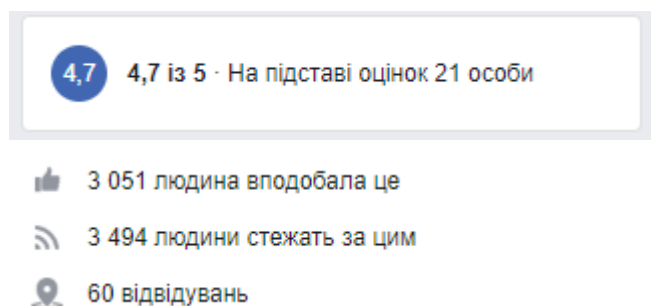 4,7 4,7 із 5 · На підставі оцінок 21 особи
3 051 людина вподобала це
3 494 людини стежать за цим
60 відвідувань